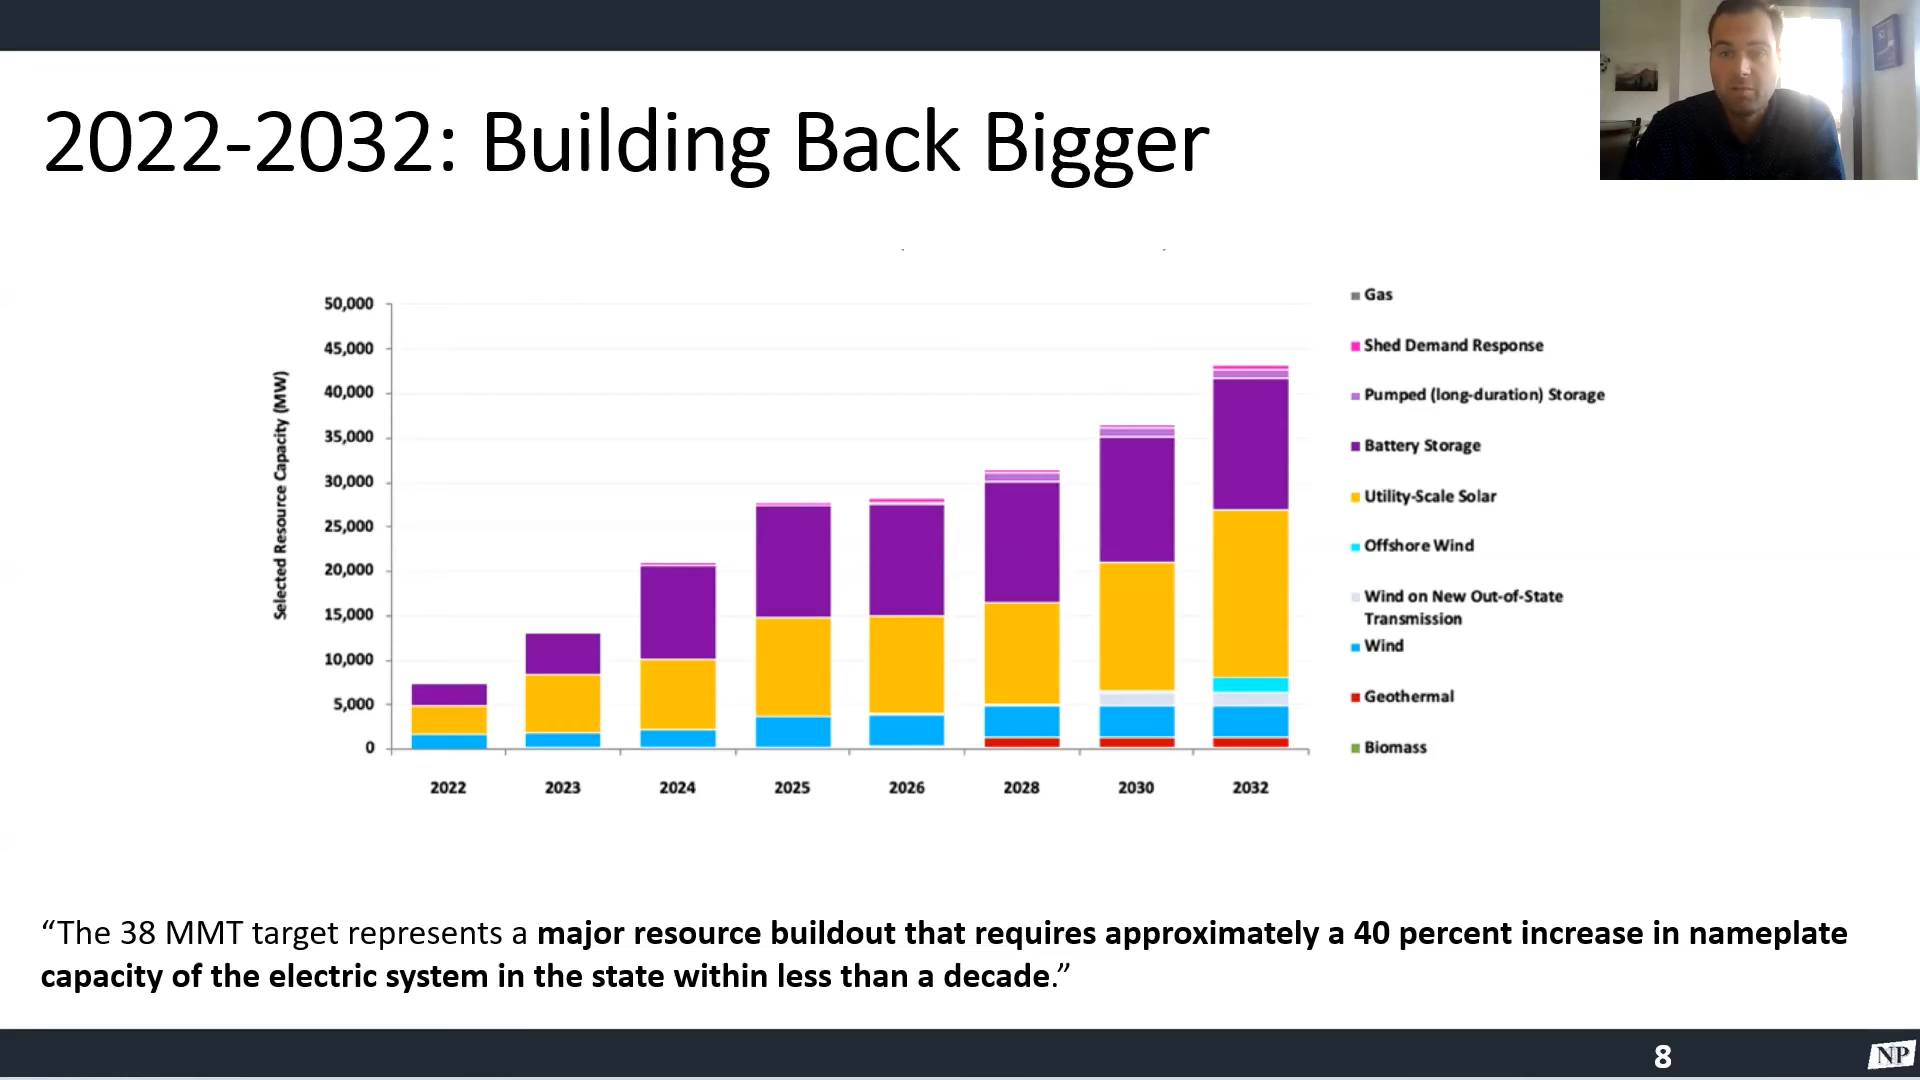 2022-2032: Building Back Bigger
Selected Resource Capacity (MW)
50,000
45,000
40,000
35,000
30,000
25,000
20,000
15,000
10,000
5,000
0
2022
2023
2024
2025
2026
2028
2030
2032
Gas
Shed Demand Response
Pumped (long-duration) Storage
Battery Storage
Utility-Scale Solar
Offshore Wind
Wind on New Out-of-State
Transmission
Wind
Geothermal
Biomass
“The 38 MMT target represents a major resource buildout that requires approximately a 40 percent increase in nameplate
capacity of the electric system in the state within less than a decade.”
8
NP